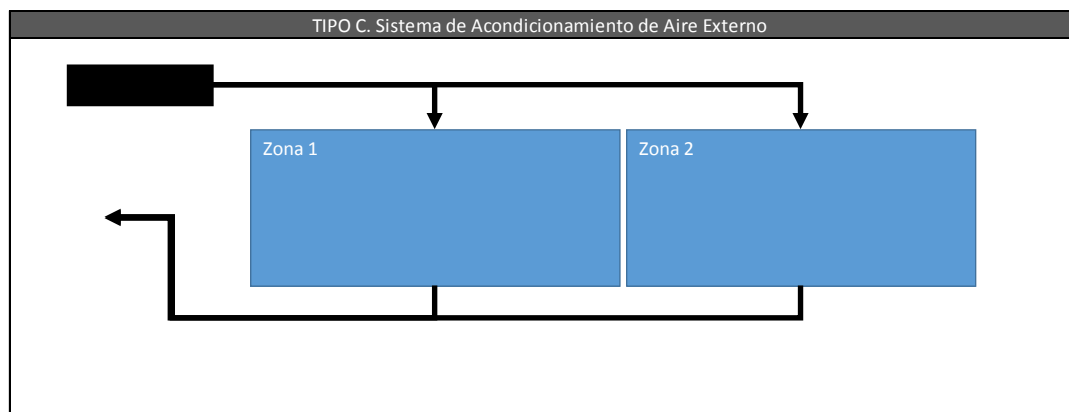 TIPO C. Sistema de Acondicionamiento de Aire Externo
Zona 1
Zona 2